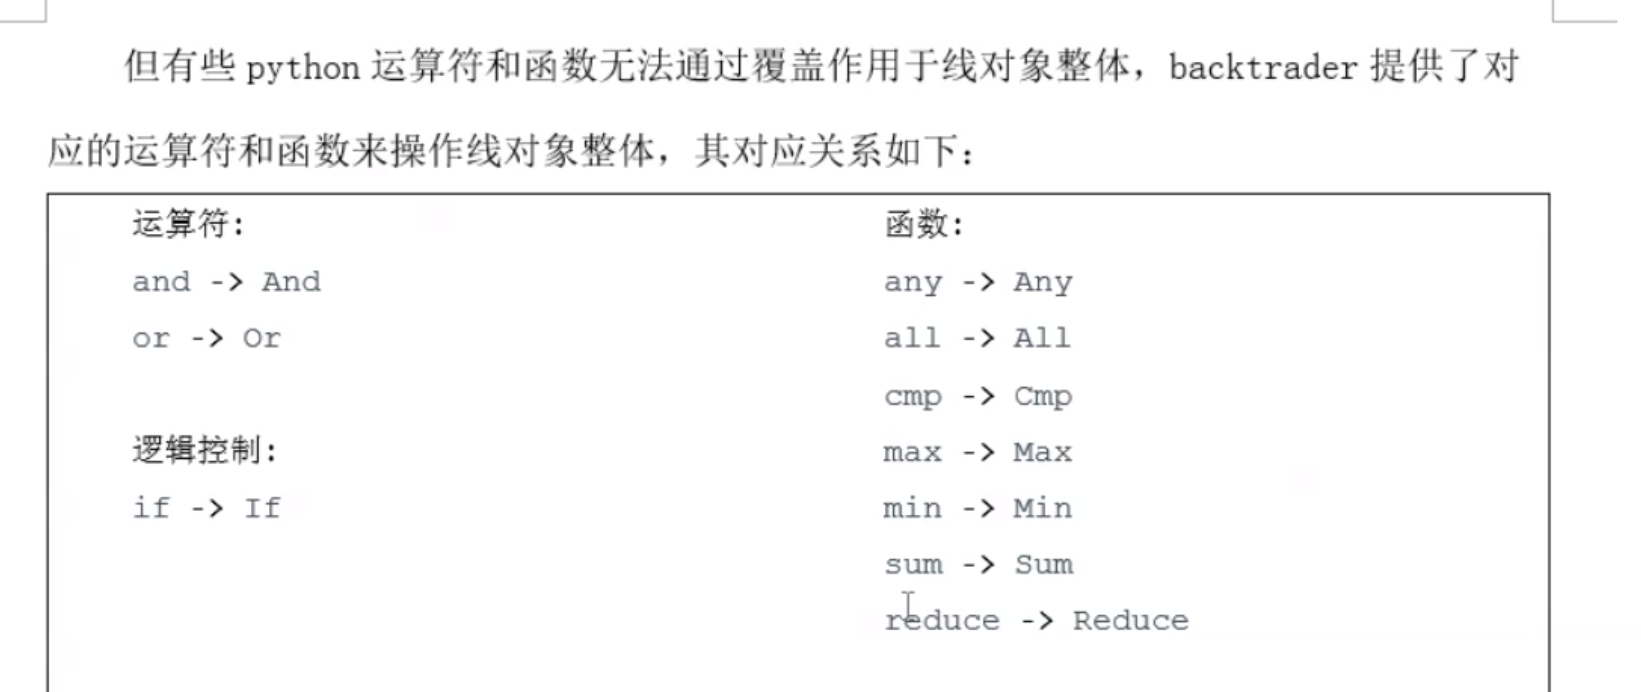 但有些 python 运算符和函数无法通过覆盖作用于线对象整体，backtrader 提供了对
应的运算符和函数来操作线对象整体，其对应关系如下：
运算符:
and -> And
or -> Or
逻辑控制:
if -> If
函数:
any -> Any
all -> All
cmp -> Cmp
max -> Max
min -> Min
sum -> Sum
reduce -> Reduce